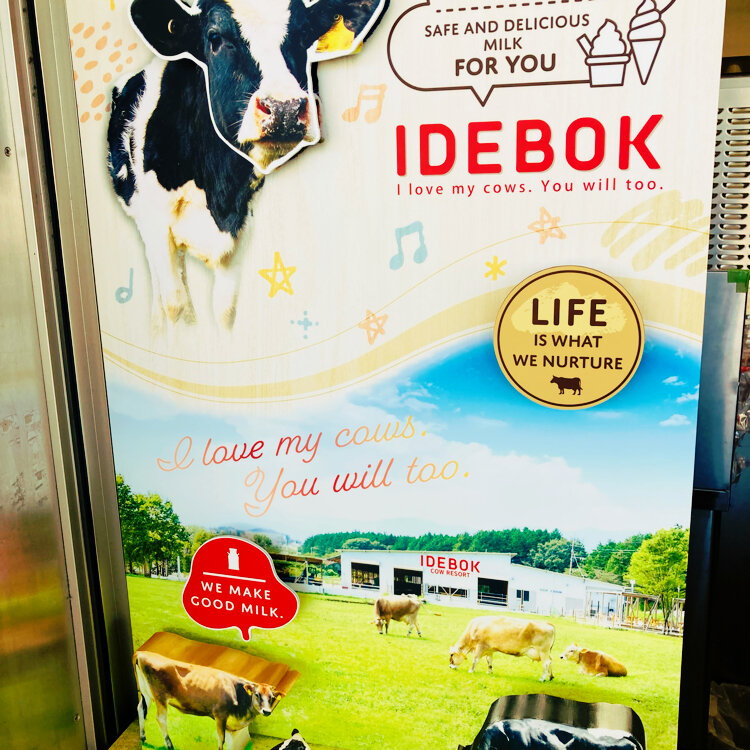 SAFE AND DELICIOUS
MILK
FOR YOU
IDEBOK
I love my cows. You will too.
LIFE
IS WHAT
WE NURTURE
I love my cows.
You will too.
IDEBOK
COW RESORT
WE MAKE
GOOD MILK.